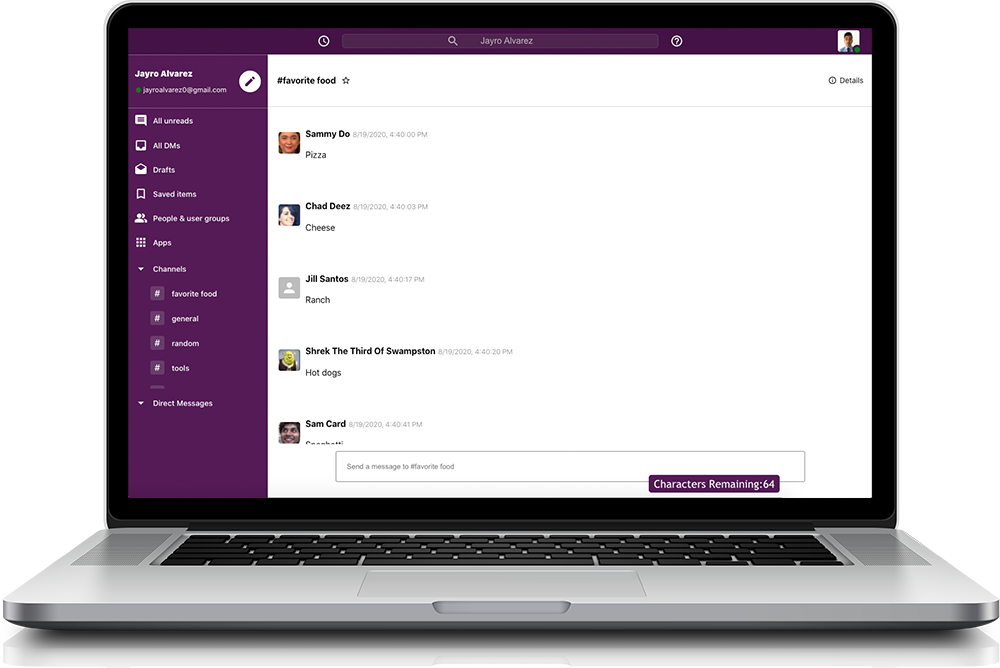 Jayro Alvarez
Jayro Alvarez
jayroalvarez0@gmail.com
All unreads
All DMs
Drafts
Saved items
People & user groups
Apps
Channels
# favorite food
# general
# random
# tools
Direct Messages
#favorite food
Details
Sammy Do 8/19/2020, 4:40:00 PM
Pizza
Chad Deez 8/19/2020, 4:40:03 PM
Cheese
Jill Santos 8/19/2020, 4:40:17 PM
Ranch
Shrek The Third Of Swampston 8/19/2020, 4:40:20 PM
Hot dogs
Sam Card 8/19/2020, 4:40:41 PM
Spaghetti
Send a message to #favorite food
Characters Remaining:64